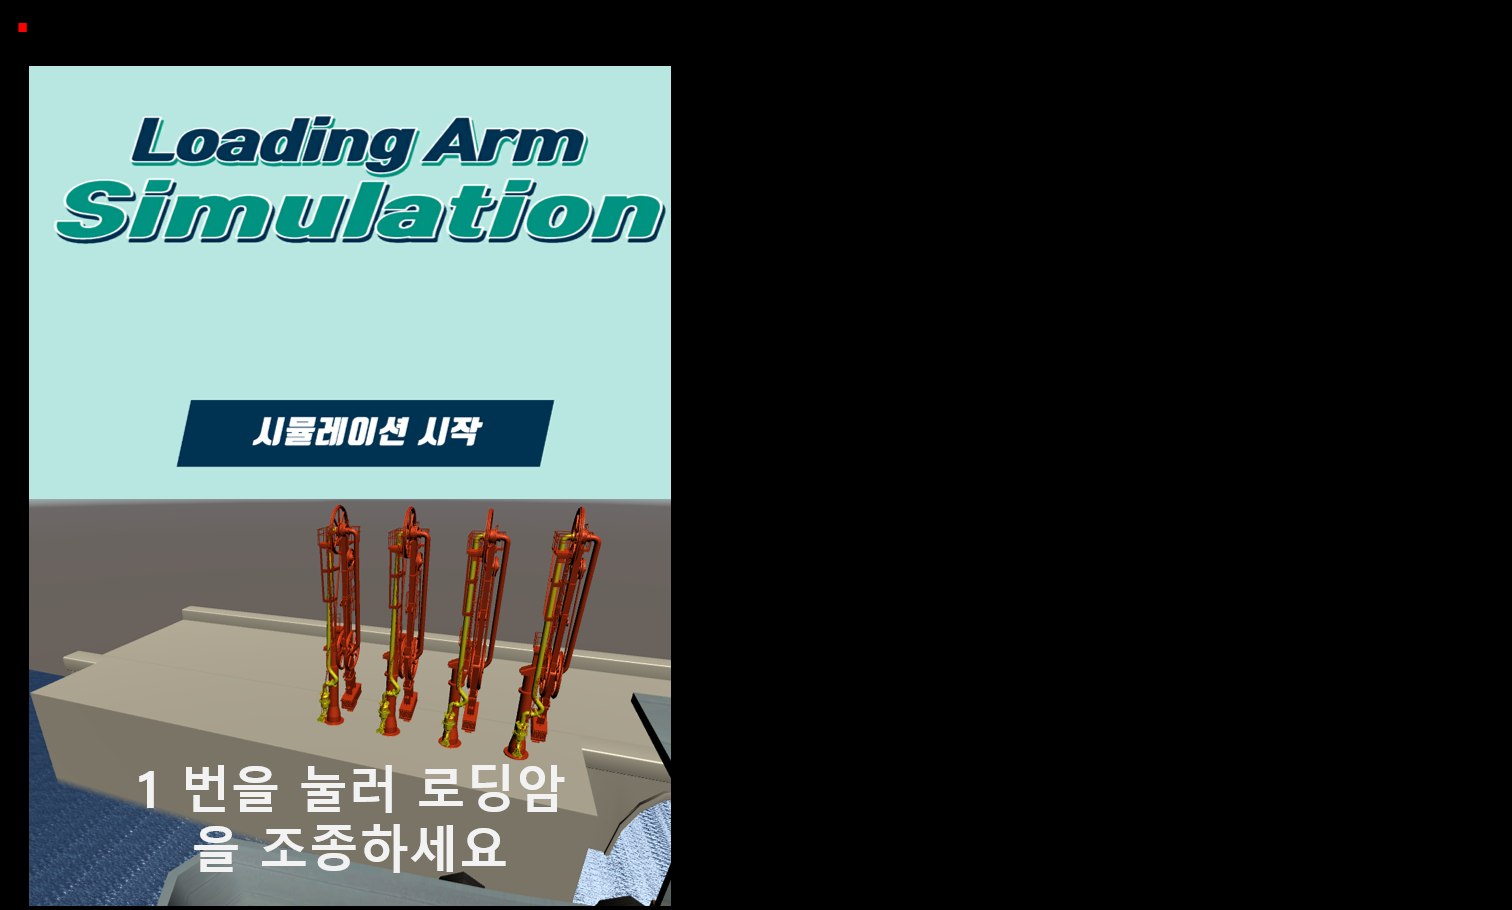 Loading Arm
Simulation
시뮬레이션 시작
1 번을 눌러 로딩암
을 조종하세요